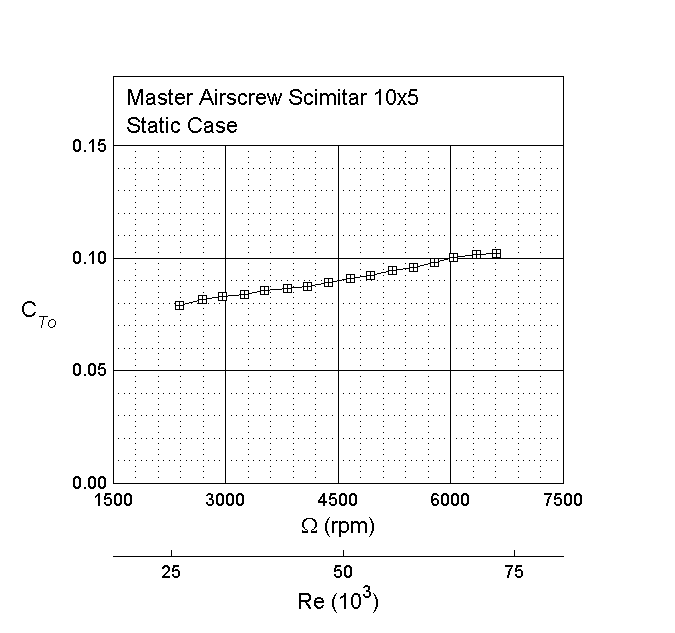 Master Airscrew Scimitar 10x5
Static Case
0.15
0.10
C_To
0.05
0.00
1500 3000 4500 6000 7500
Ω (rpm)
25 50 75
Re (10³)